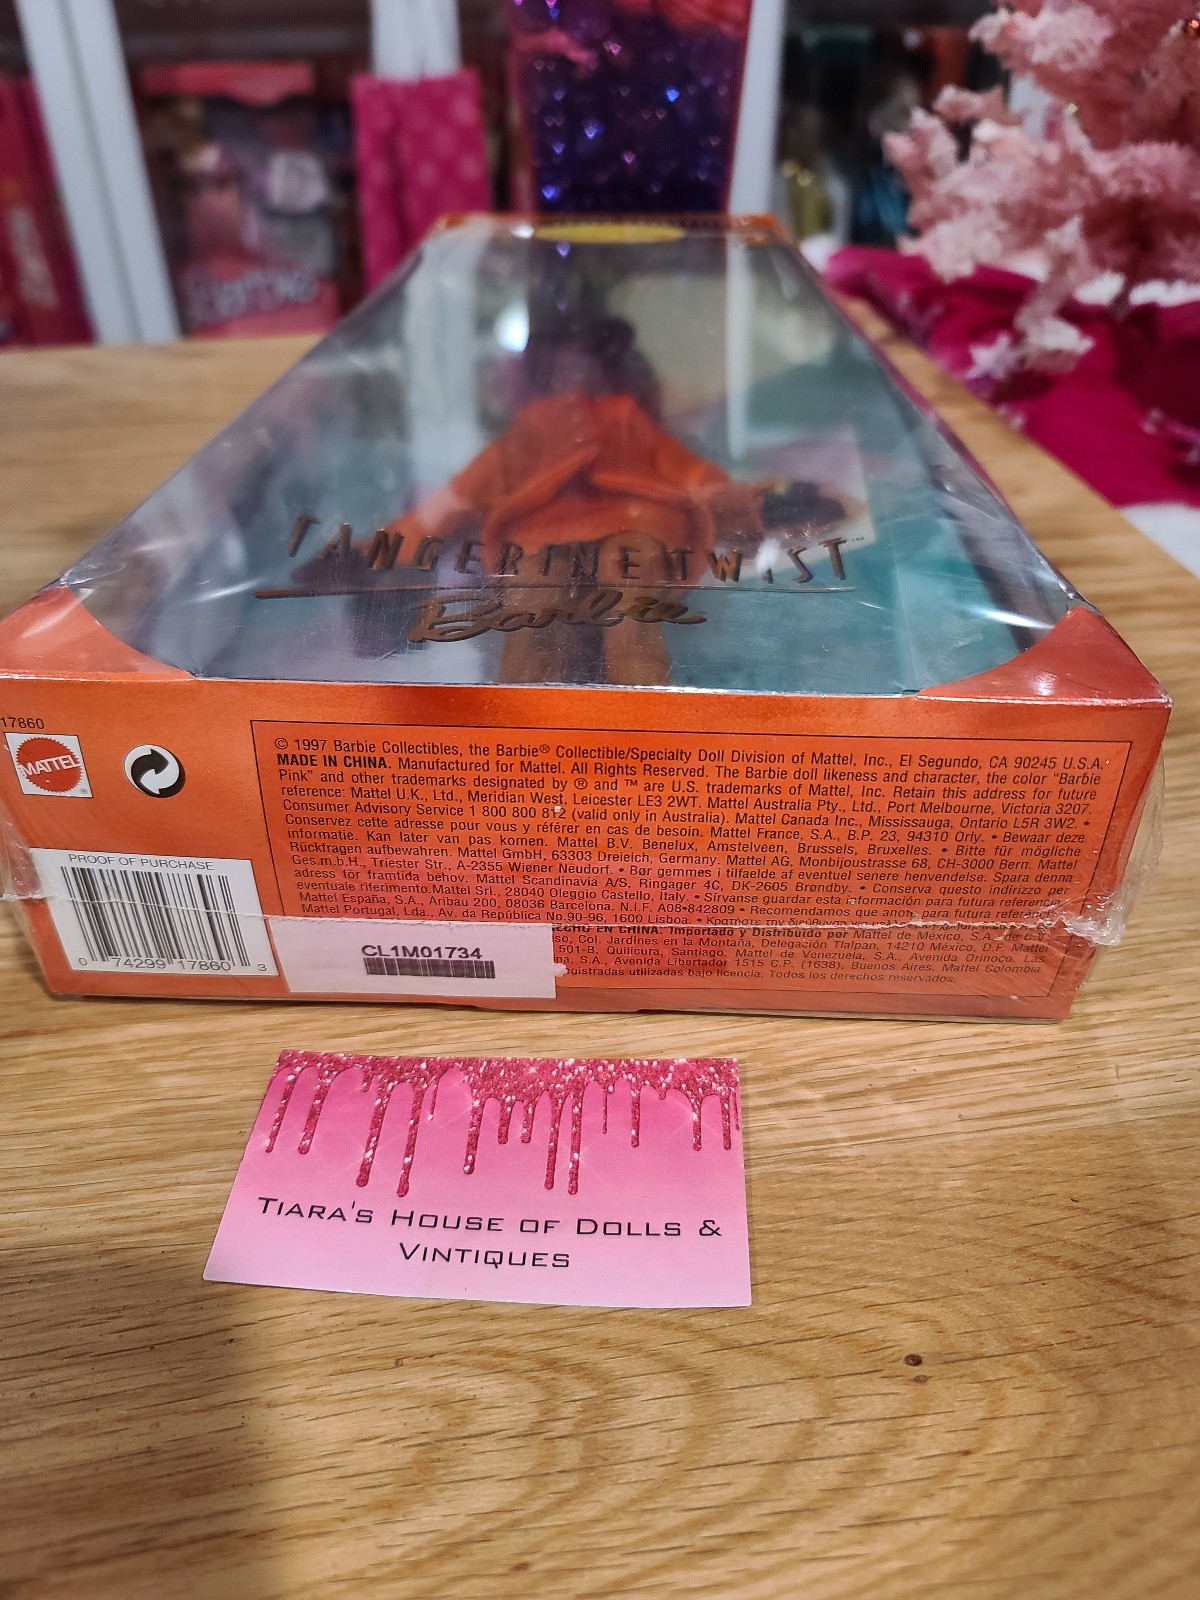 TANGERINE TWIST™
Barbie
17860
MATTEL
®
© 1997 Barbie Collectibles, the Barbie® Collectible/Specialty Doll Division of Mattel, Inc., El Segundo, CA 90245 U.S.A.
MADE IN CHINA. Manufactured for Mattel. All Rights Reserved. The Barbie doll likeness and character, the color "Barbie
Pink" and other trademarks designated by ® and ™ are U.S. trademarks of Mattel, Inc. Retain this address for future
reference: Mattel U.K., Ltd., Meridian West, Leicester LE3 2WT. Mattel Australia Pty., Ltd., Port Melbourne, Victoria 3207.
Consumer Advisory Service 1 800 800 812 (valid only in Australia). Mattel Canada Inc., Mississauga, Ontario L5R 3W2. •
Conservez cette adresse pour vous y référer en cas de besoin. Mattel France, S.A., B.P. 23, 94310 Orly. • Bewaar deze
informatie. Kan later van pas komen. Mattel B.V. Benelux, Amstelveen, Brussels, Bruxelles. • Bitte für mögliche
Rückfragen aufbewahren. Mattel GmbH, 63303 Dreieich, Germany. Mattel AG, Monbijoustrasse 68, CH-3000 Bern. Mattel
Ges.m.b.H., Triester Str., A-2355 Wiener Neudorf. • Bør gemmes i tilfælde af eventuel senere henvendelse. Spara denna
adress för framtida behov. Mattel Scandinavia A/S, Ringager 4C, DK-2605 Brøndby. • Conserva questo indirizzo per
eventuale riferimento. Mattel Srl., 28040 Oleggio Castello, Italy. • Sírvanse guardar esta información para futura referencia.
Mattel España, S.A., Aribau 200, 08036 Barcelona. N.I.F. A08-842809 • Recomendamos que anote para futura referência
Mattel Portugal, Lda., Av. da República No.90-96, 1600 Lisboa. • Κρατήστε την διεύθυνση για
ECHO EN CHINA. Importado y Distribuido por Mattel de México, S.A. de C.V.
so, Col. Jardines en la Montaña, Delegación Tlalpan, 14210 México, D.F. Mattel
501-B, Quilicura, Santiago. Mattel de Venezuela, S.A., Avenida Orinoco, Las
na, S.A., Avenida Libertador 1515 C.P. (1638), Buenos Aires. Mattel Colombia
gistradas utilizadas bajo licencia. Todos los derechos reservados.
PROOF OF PURCHASE
0 74299 17860 3
CL1M01734
TIARA'S HOUSE OF DOLLS &
VINTIQUES